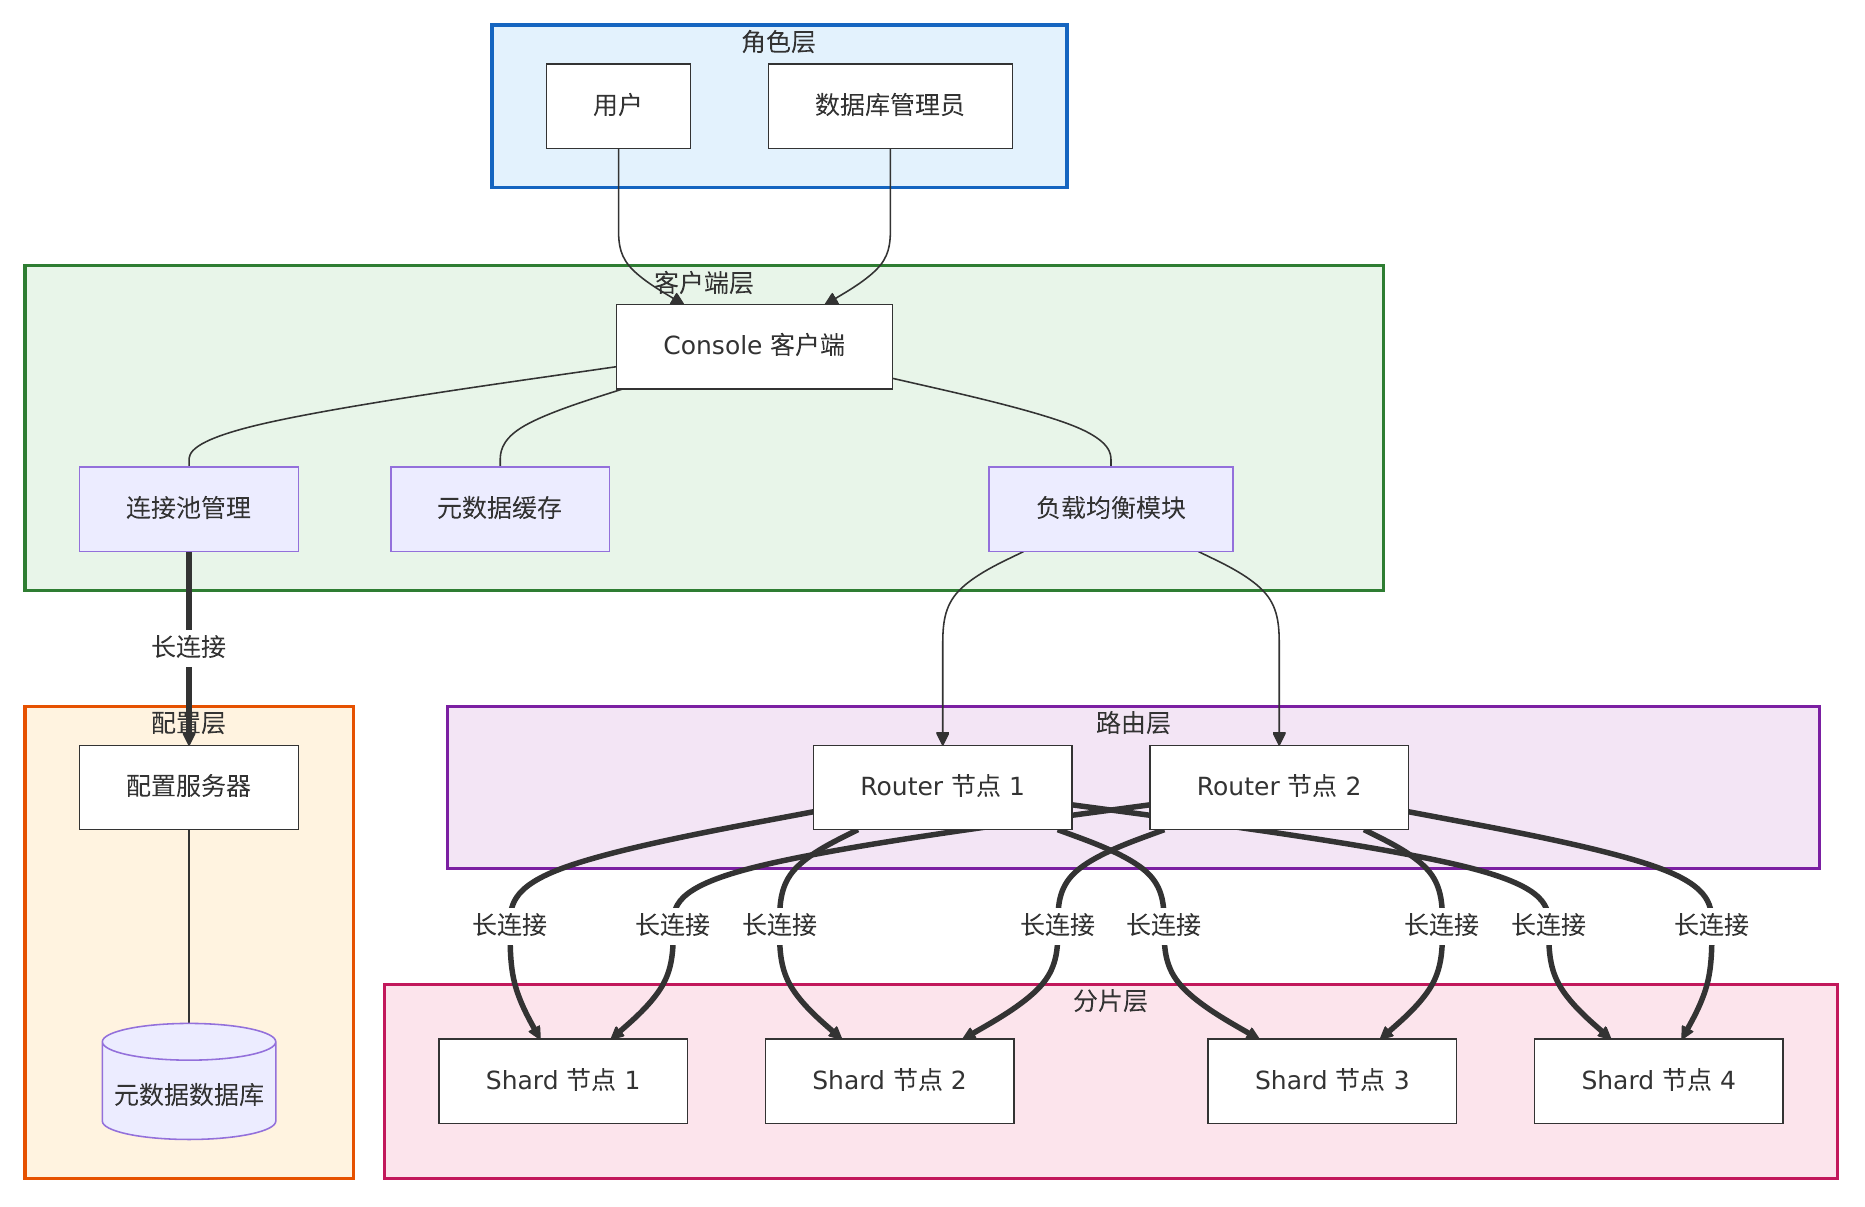 角色层
用户
数据库管理员
客户端层
Console 客户端
连接池管理
元数据缓存
负载均衡模块
长连接
配置层
路由层
配置服务器
Router 节点 1
Router 节点 2
长连接
长连接
长连接
长连接
长连接
长连接
长连接
长连接
分片层
Shard 节点 1
Shard 节点 2
Shard 节点 3
Shard 节点 4
元数据数据库